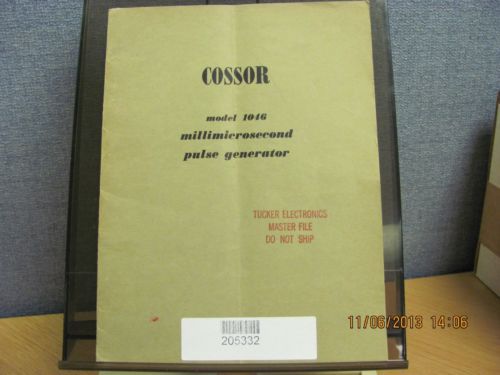 COSSOR
model 1046
millimicrosecond
pulse generator
TUCKER ELECTRONICS
MASTER FILE
DO NOT SHIP
205332
11/06/2013 14:06